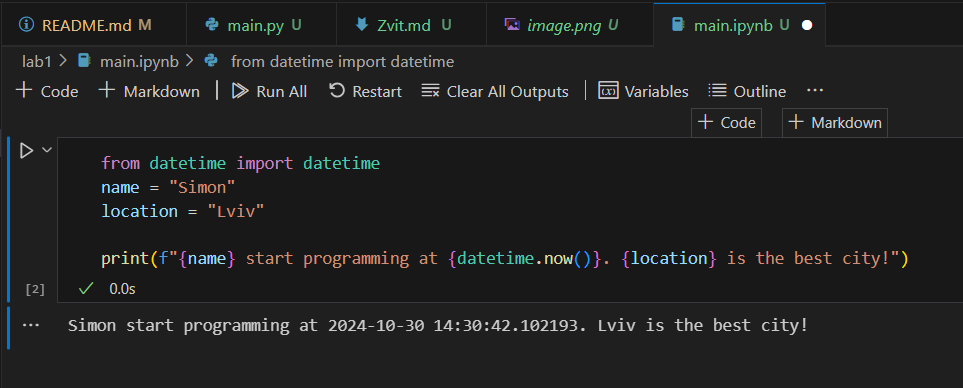 README.md M main.py U Zvit.md U image.png U main.ipynb U
lab1 > main.ipynb > from datetime import datetime
+ Code + Markdown | Run All Restart Clear All Outputs | (x) Variables Outline ...
+ Code + Markdown
from datetime import datetime
name = "Simon"
location = "Lviv"
print(f"{name} start programming at {datetime.now()}. {location} is the best city!")
[2] ✓ 0.0s
... Simon start programming at 2024-10-30 14:30:42.102193. Lviv is the best city!